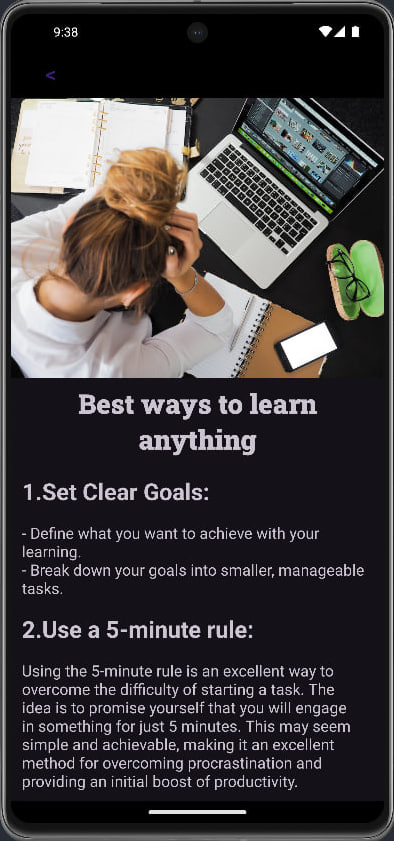 9:38
<
Best ways to learn
anything
1.Set Clear Goals:
- Define what you want to achieve with your
learning.
- Break down your goals into smaller, manageable
tasks.
2.Use a 5-minute rule:
Using the 5-minute rule is an excellent way to
overcome the difficulty of starting a task. The
idea is to promise yourself that you will engage
in something for just 5 minutes. This may seem
simple and achievable, making it an excellent
method for overcoming procrastination and
providing an initial boost of productivity.